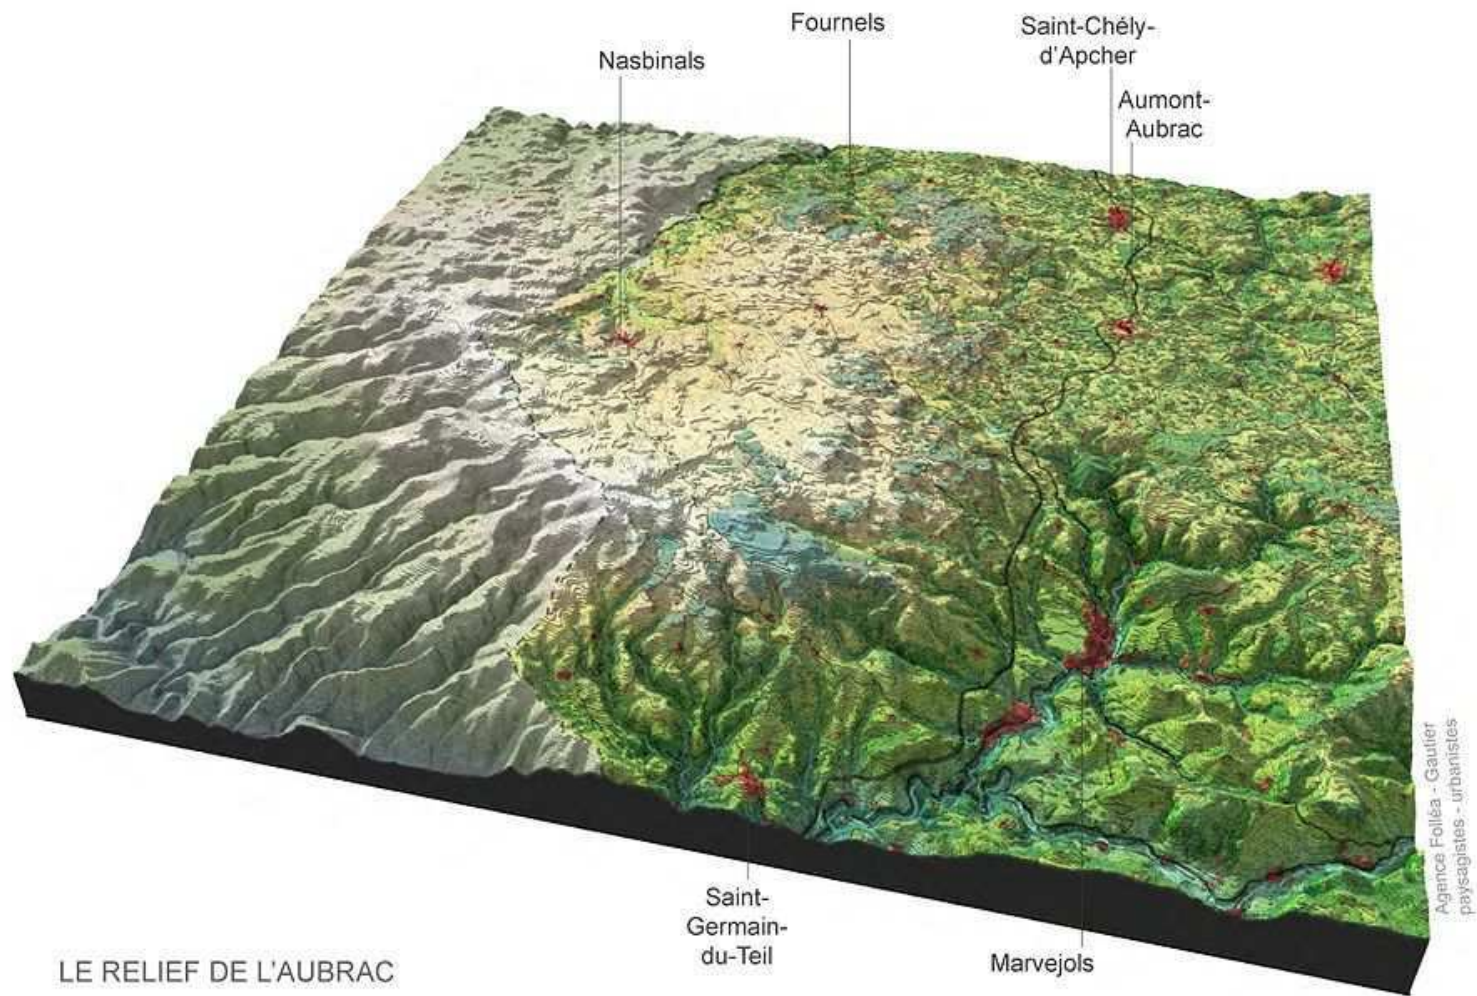 Fournels
Saint-Chély-
d'Apcher
Nasbinals
Aumont-
Aubrac
Saint-
Germain-
du-Teil
Marvejols
LE RELIEF DE L'AUBRAC
Agence Folléa - Gautier
paysagistes - urbanistes